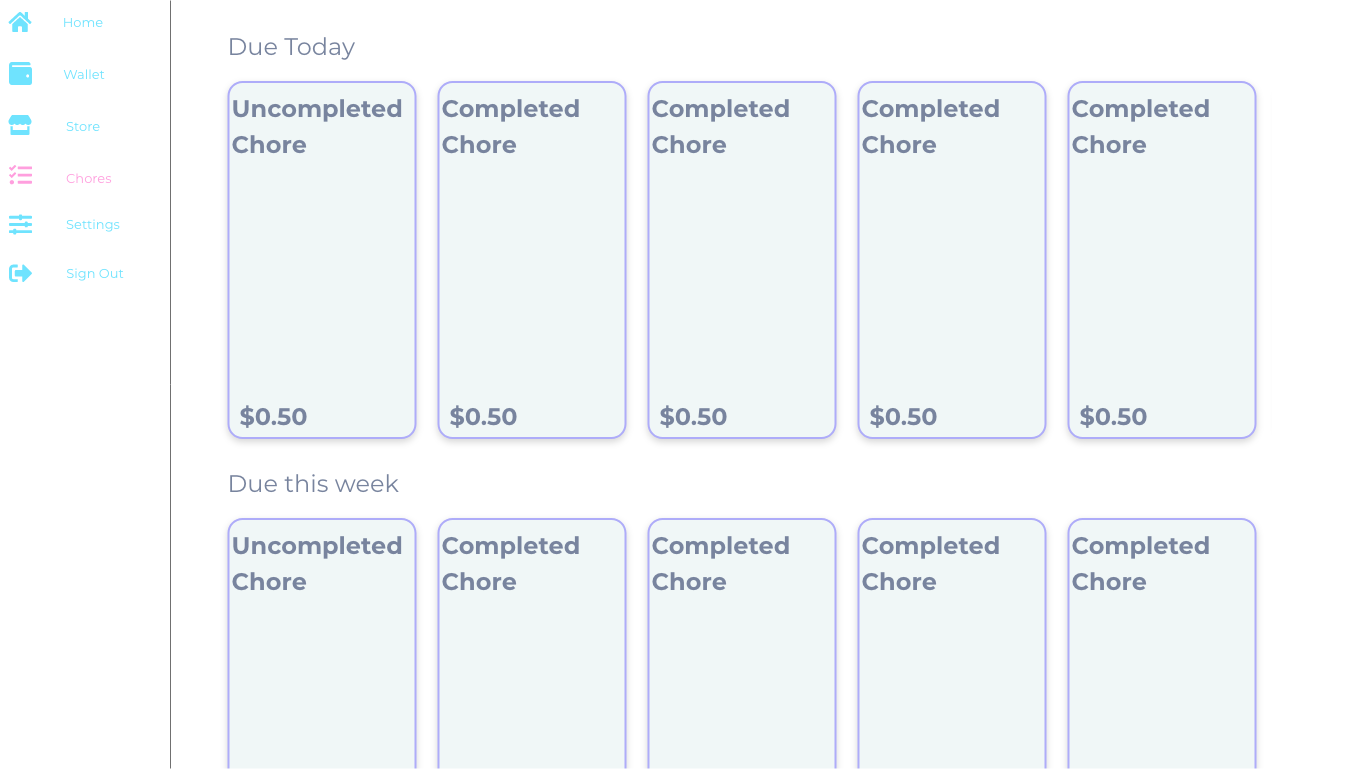 Home
Wallet
Store
Chores
Settings
Sign Out
Due Today
Uncompleted
Chore
$0.50
Completed
Chore
$0.50
Completed
Chore
$0.50
Completed
Chore
$0.50
Completed
Chore
$0.50
Due this week
Uncompleted
Chore
Completed
Chore
Completed
Chore
Completed
Chore
Completed
Chore